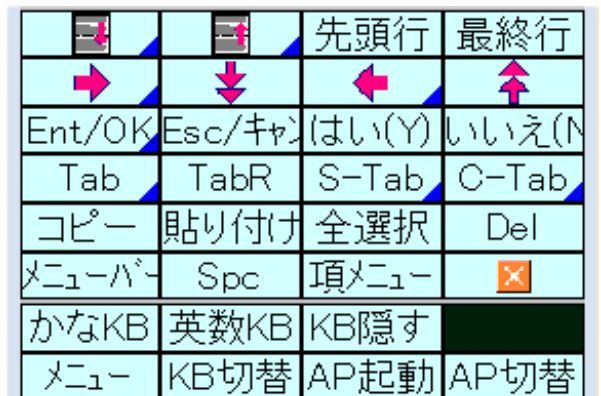 先頭行 最終行
Ent/OK Esc/キャン はい(Y) いいえ(N
Tab TabR S-Tab C-Tab
コピー 貼り付け 全選択 Del
メニューバー Spc 項メニュー
かなKB 英数KB KB隠す
メニュー KB切替 AP起動 AP切替